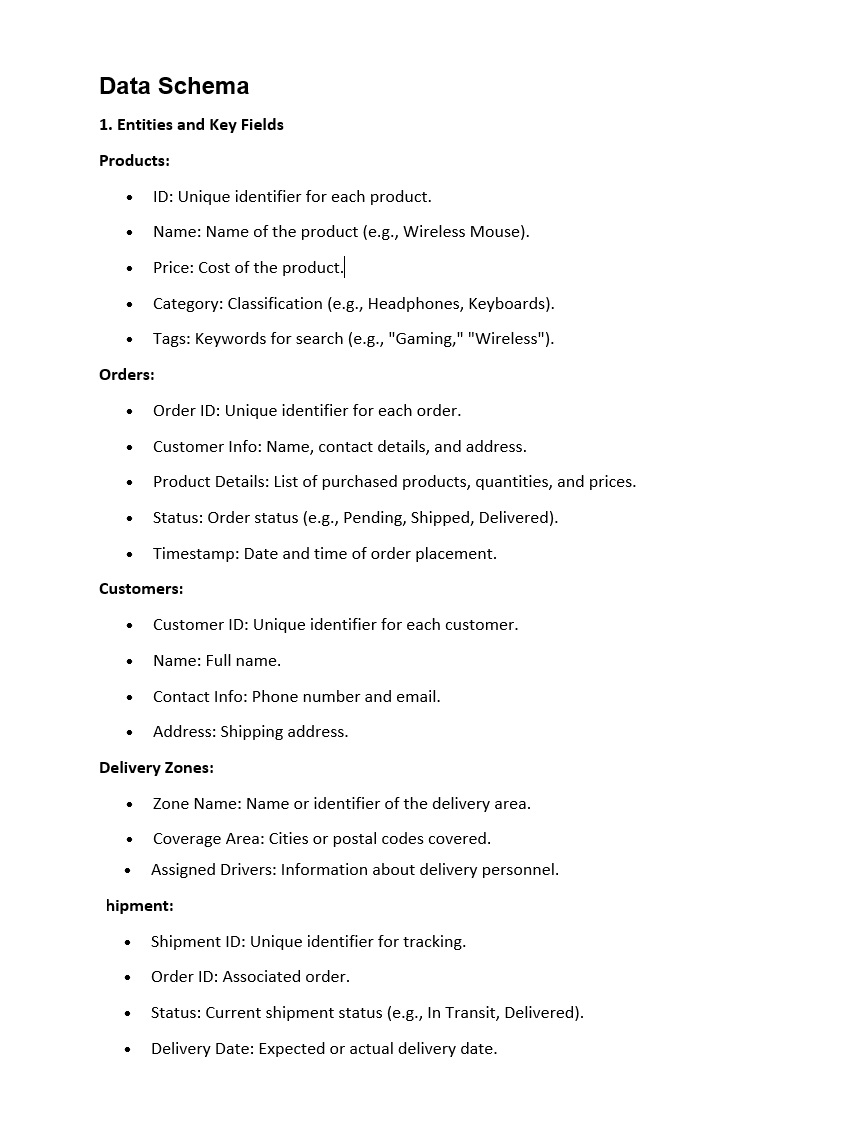 Data Schema
1. Entities and Key Fields
Products:
• ID: Unique identifier for each product.
• Name: Name of the product (e.g., Wireless Mouse).
• Price: Cost of the product.
• Category: Classification (e.g., Headphones, Keyboards).
• Tags: Keywords for search (e.g., "Gaming," "Wireless").
Orders:
• Order ID: Unique identifier for each order.
• Customer Info: Name, contact details, and address.
• Product Details: List of purchased products, quantities, and prices.
• Status: Order status (e.g., Pending, Shipped, Delivered).
• Timestamp: Date and time of order placement.
Customers:
• Customer ID: Unique identifier for each customer.
• Name: Full name.
• Contact Info: Phone number and email.
• Address: Shipping address.
Delivery Zones:
• Zone Name: Name or identifier of the delivery area.
• Coverage Area: Cities or postal codes covered.
• Assigned Drivers: Information about delivery personnel.
hipment:
• Shipment ID: Unique identifier for tracking.
• Order ID: Associated order.
• Status: Current shipment status (e.g., In Transit, Delivered).
• Delivery Date: Expected or actual delivery date.